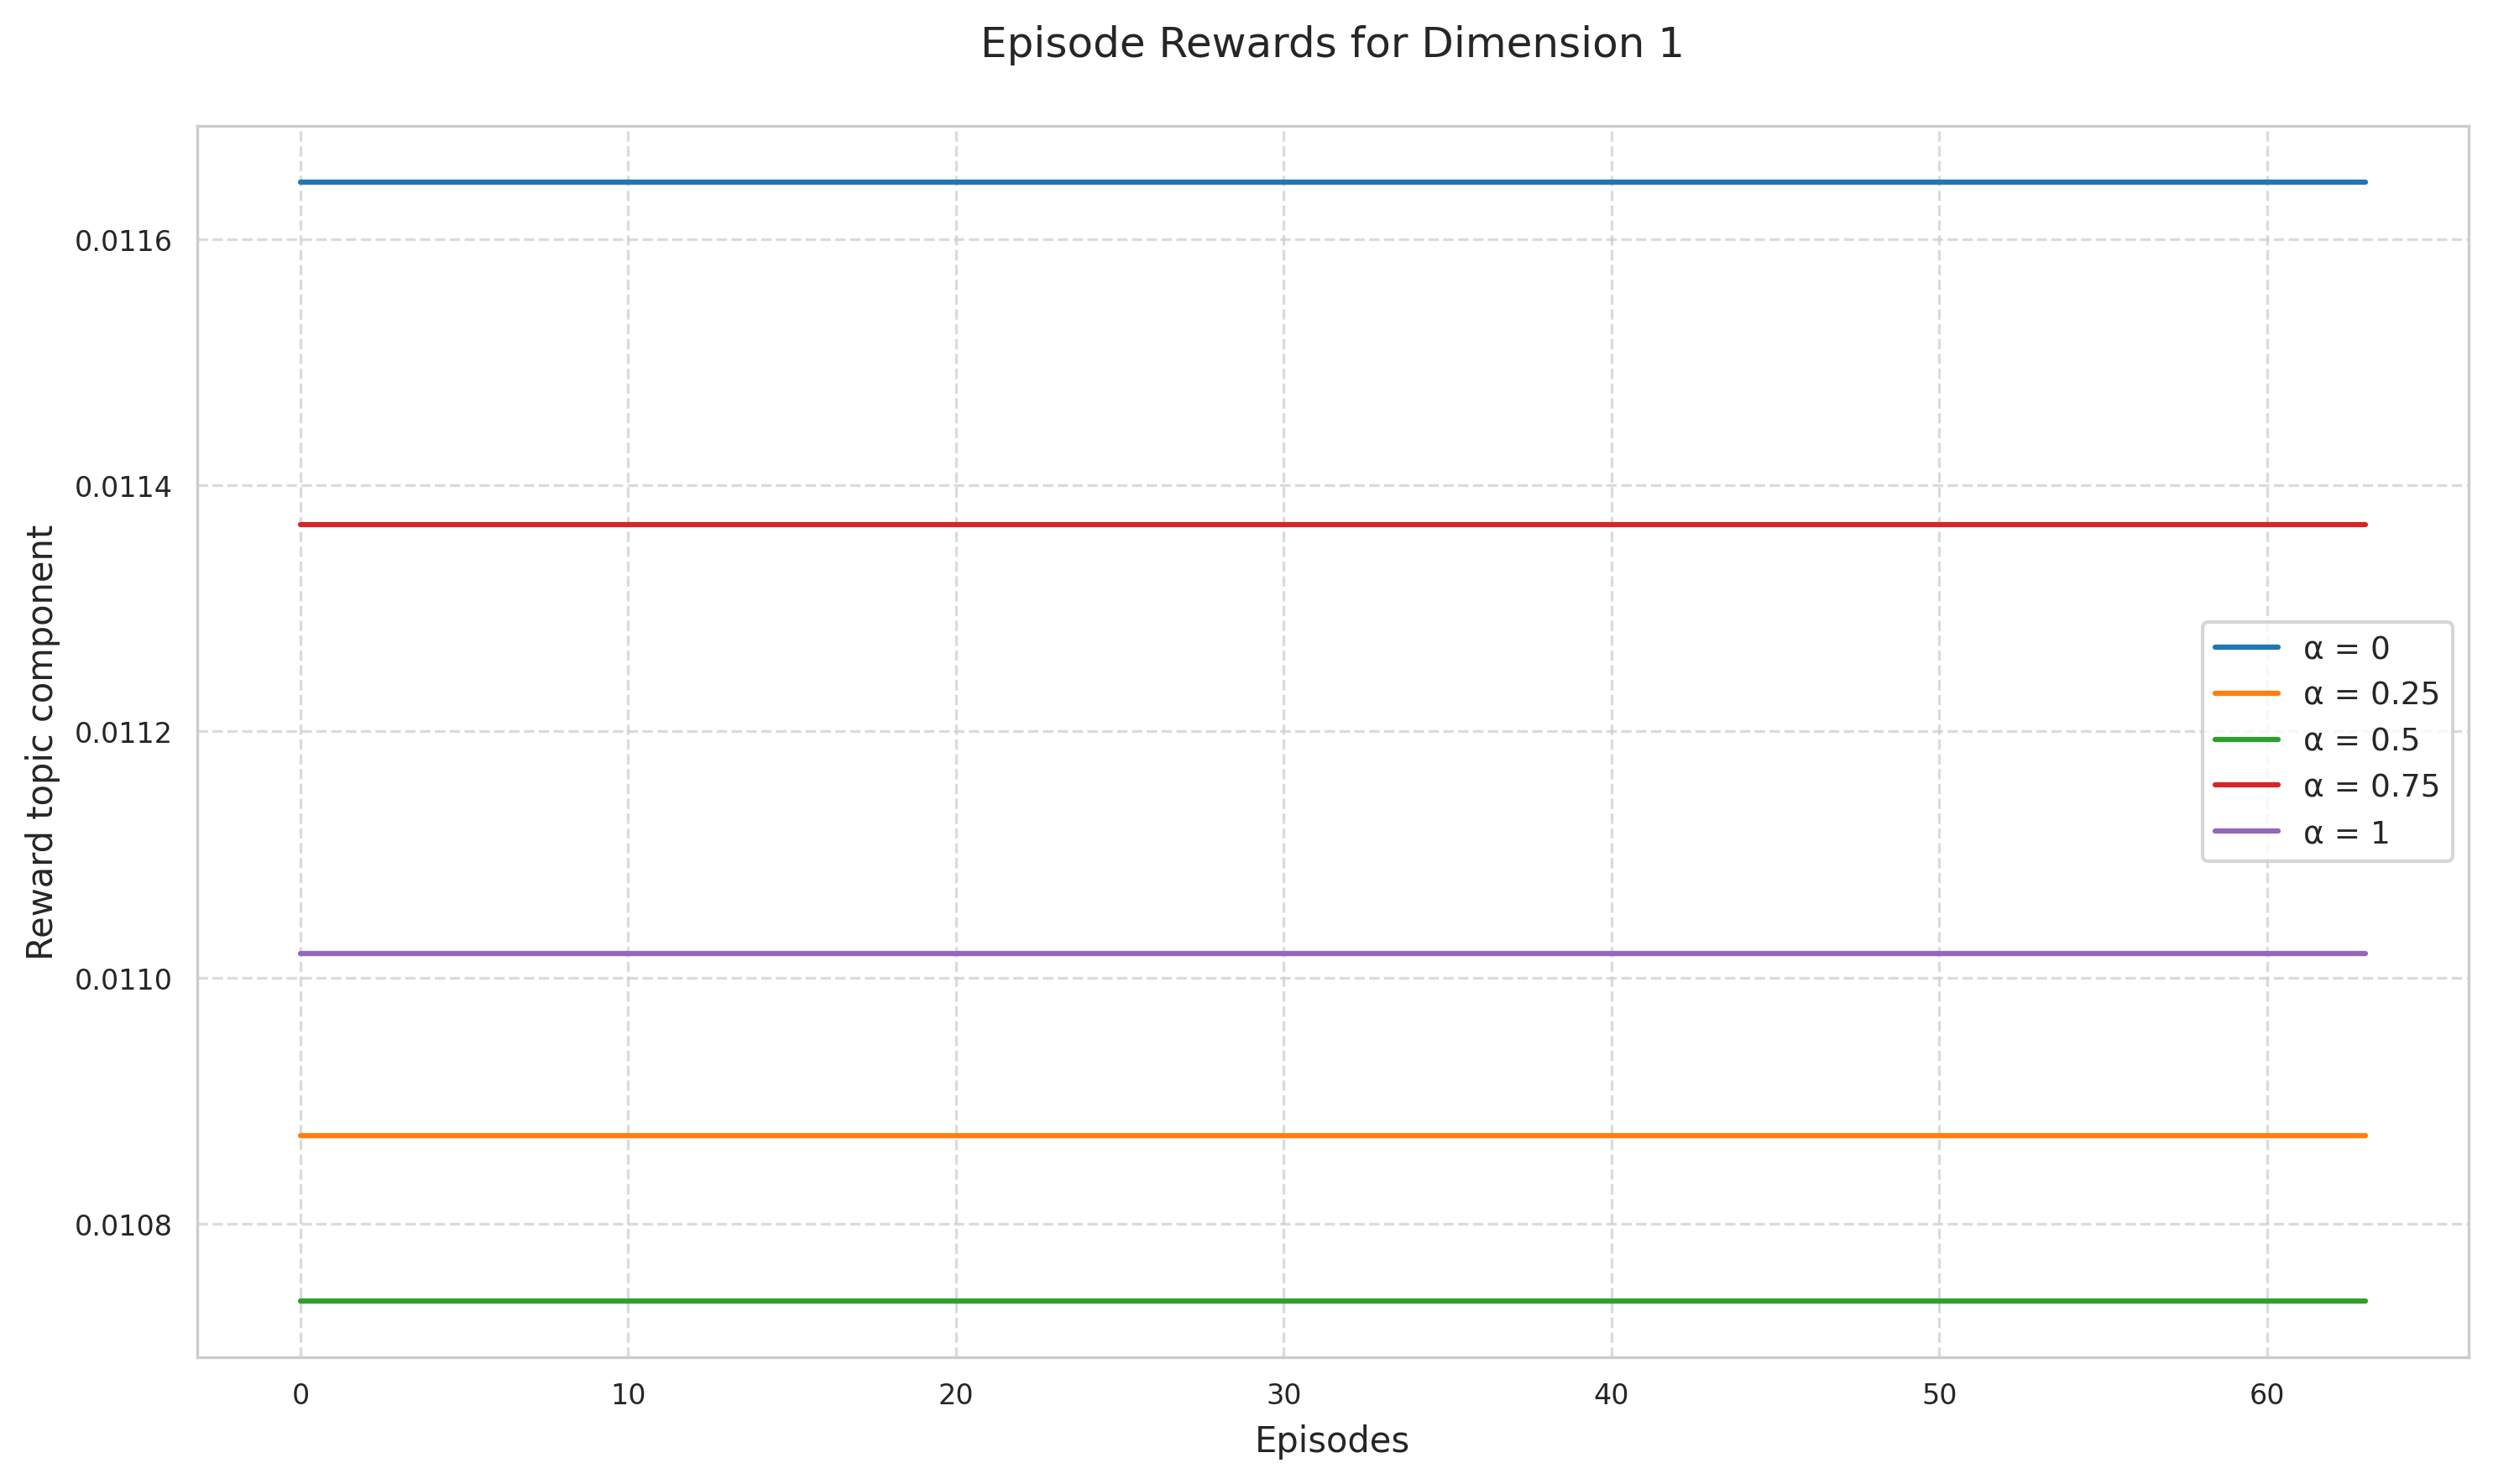 Episode Rewards for Dimension 1
Reward topic component
0.0116
0.0114
0.0112
0.0110
0.0108
α = 0
α = 0.25
α = 0.5
α = 0.75
α = 1
0 10 20 30 40 50 60
Episodes